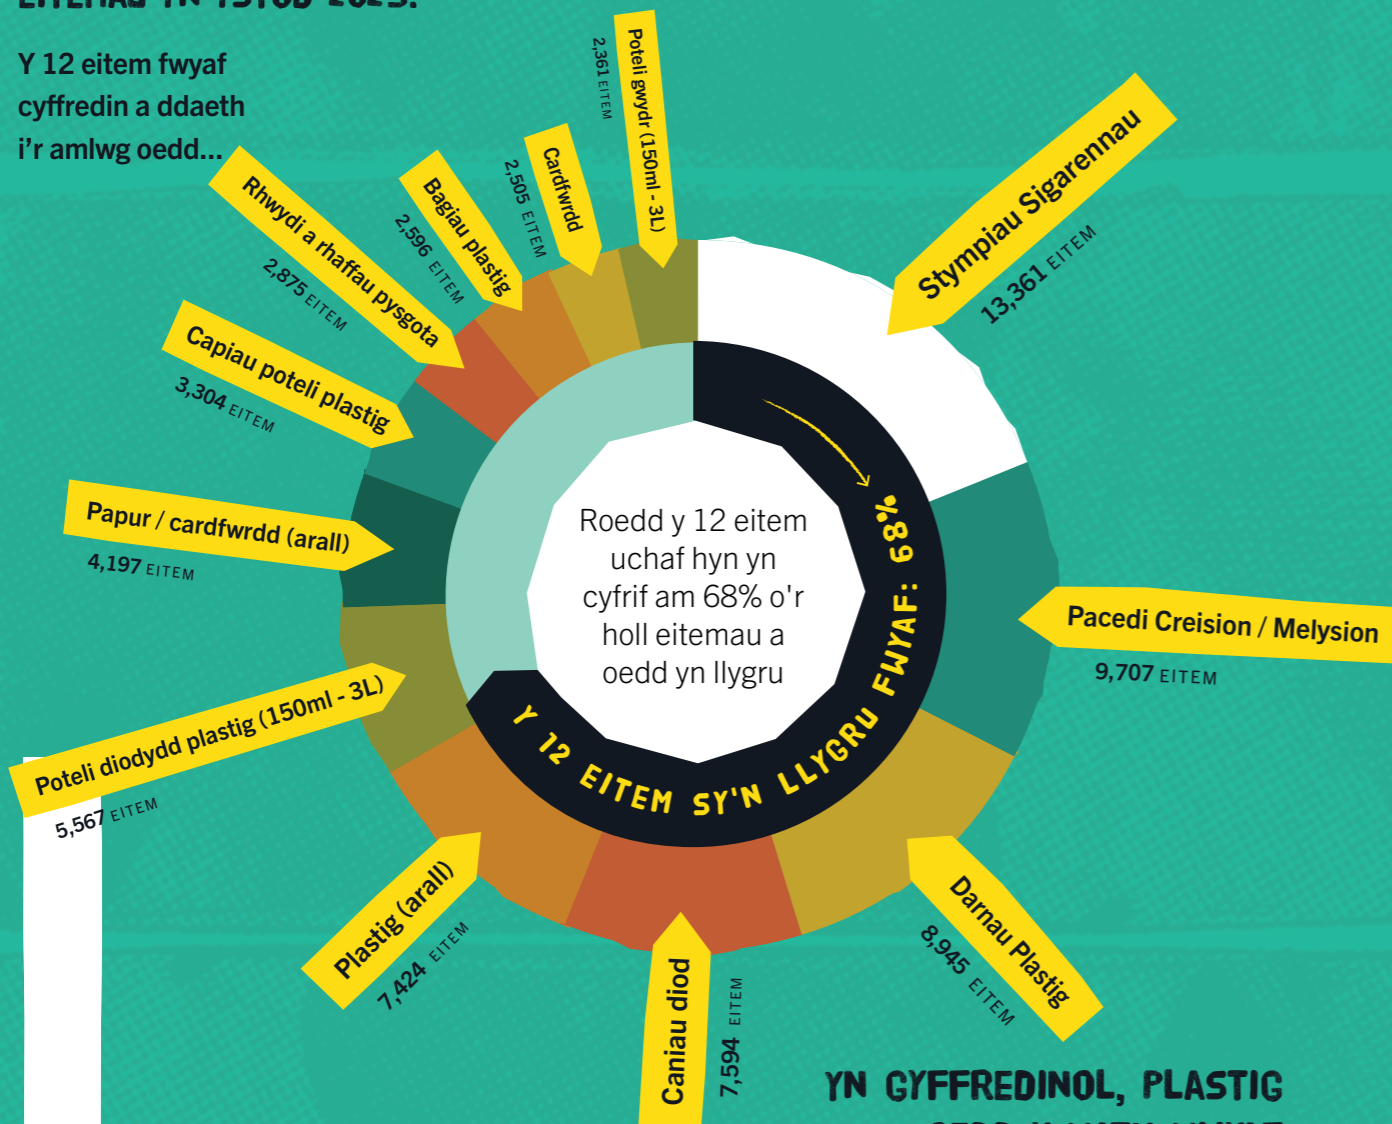 EITEMAU YN YSTOD 2023.
Y 12 eitem fwyaf
cyffredin a ddaeth
i'r amlwg oedd...
Stympiau Sigarennau
13,361 EITEM
Pacedi Creision / Melysion
9,707 EITEM
Darnau Plastig
8,945 EITEM
Caniau diod
7,594 EITEM
Plastig (arall)
7,424 EITEM
Poteli diodydd plastig (150ml - 3L)
5,567 EITEM
Papur / cardfwrdd (arall)
4,197 EITEM
Capiau poteli plastig
3,304 EITEM
Rhwydi a rhaffau pysgota
2,875 EITEM
Bagiau plastig
2,596 EITEM
Cardfwrdd
2,505 EITEM
Poteli gwydr (150ml - 3L)
2,361 EITEM
Y 12 EITEM SY'N LLYGRU FWYAF: 68%
Roedd y 12 eitem
uchaf hyn yn
cyfrif am 68% o'r
holl eitemau a
oedd yn llygru
YN GYFFREDINOL, PLASTIG